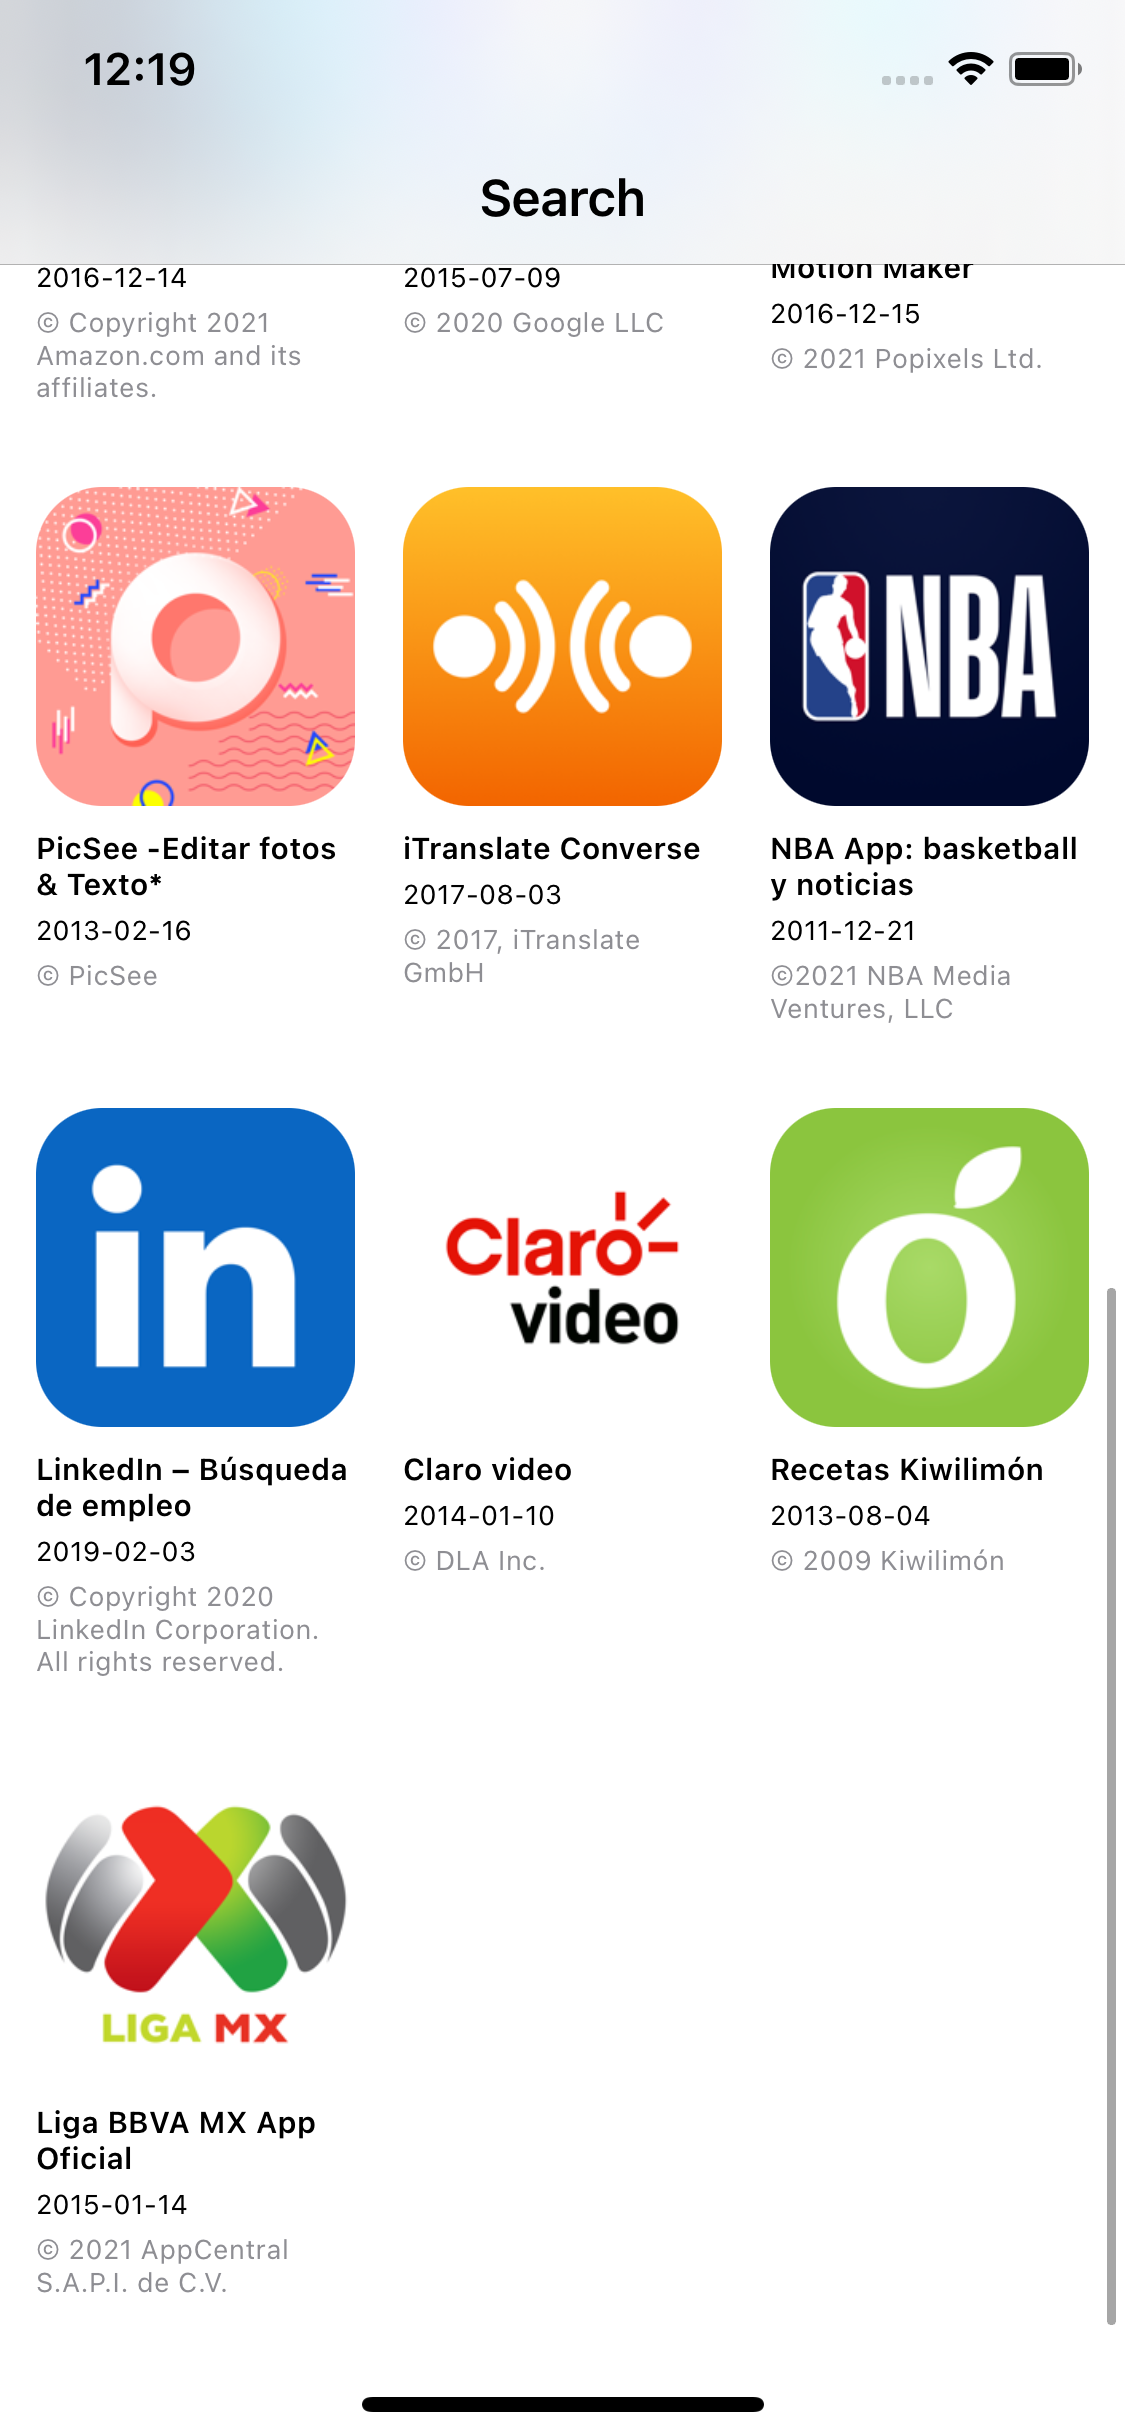 12:19
Search
2016-12-14
© Copyright 2021
Amazon.com and its
affiliates.
2015-07-09
© 2020 Google LLC
Motion Maker
2016-12-15
© 2021 Popixels Ltd.
PicSee -Editar fotos
& Texto*
2013-02-16
© PicSee
iTranslate Converse
2017-08-03
© 2017, iTranslate
GmbH
NBA
NBA App: basketball
y noticias
2011-12-21
©2021 NBA Media
Ventures, LLC
in
LinkedIn – Búsqueda
de empleo
2019-02-03
© Copyright 2020
LinkedIn Corporation.
All rights reserved.
Claro
video
Claro video
2014-01-10
© DLA Inc.
Recetas Kiwilimón
2013-08-04
© 2009 Kiwilimón
LIGA MX
Liga BBVA MX App
Oficial
2015-01-14
© 2021 AppCentral
S.A.P.I. de C.V.